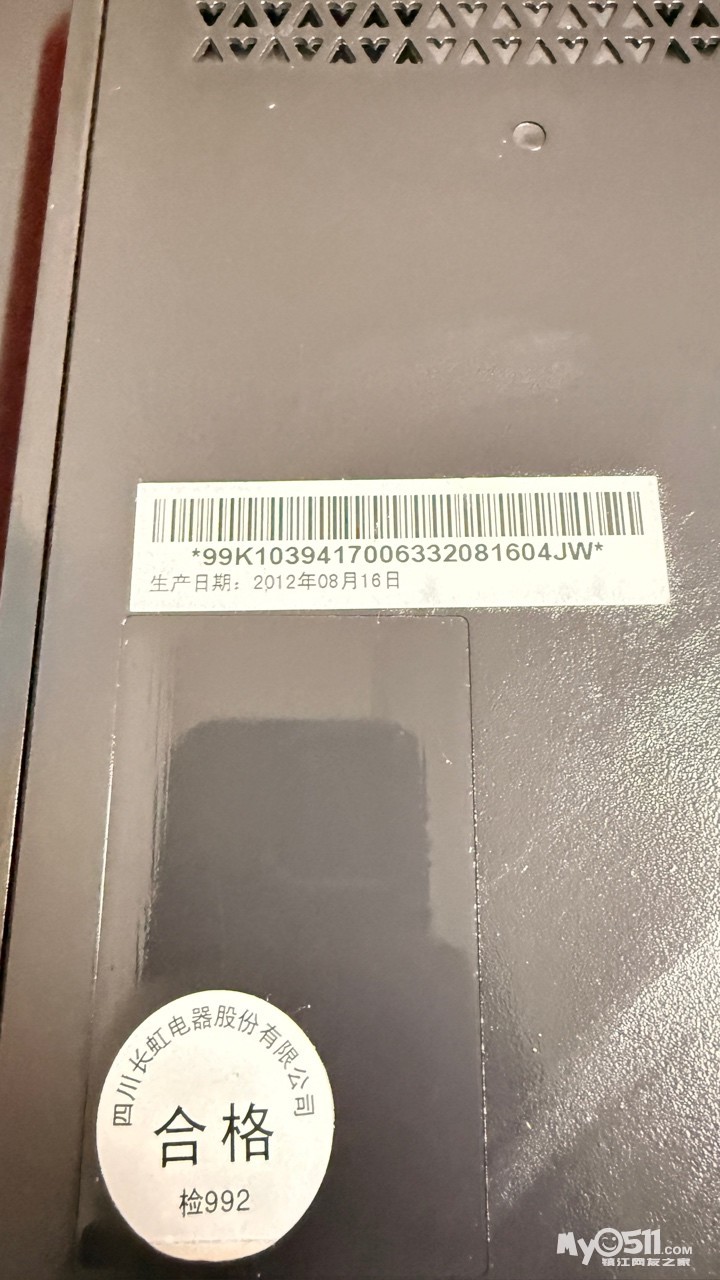 *99K1039417006332081604JW*
生产日期：2012年08月16日
四川长虹电器股份有限公司
合格
检992
MyO511.COM
镇江网友之家